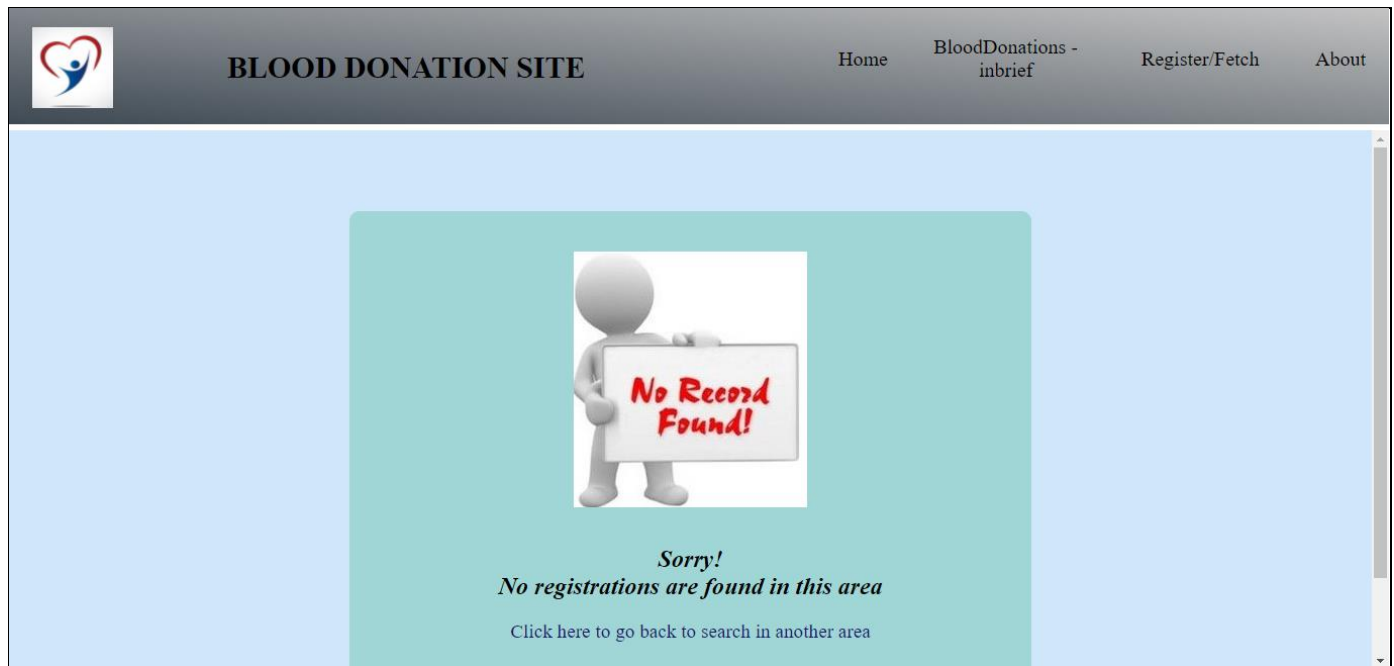 BLOOD DONATION SITE
Home
BloodDonations -
inbrief
Register/Fetch
About
No Record
Found!
Sorry!
No registrations are found in this area
Click here to go back to search in another area